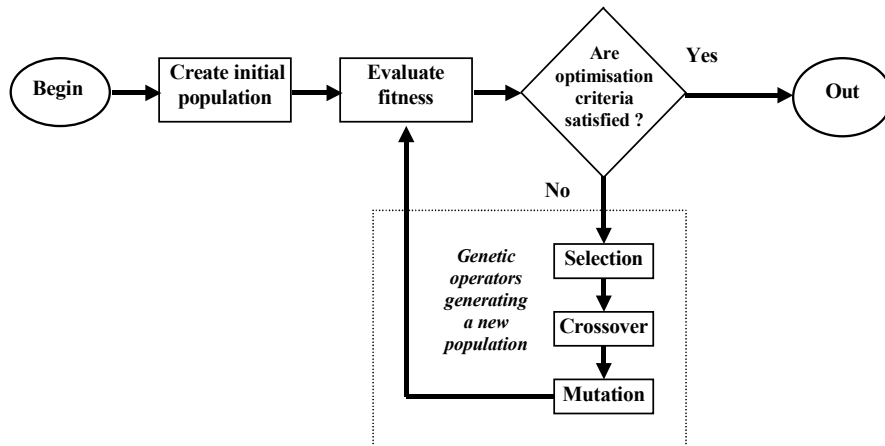 Begin
Create initial
population
Evaluate
fitness
Are
optimisation
criteria
satisfied ?
Yes
Out
No
Genetic
operators
generating
a new
population
Selection
Crossover
Mutation